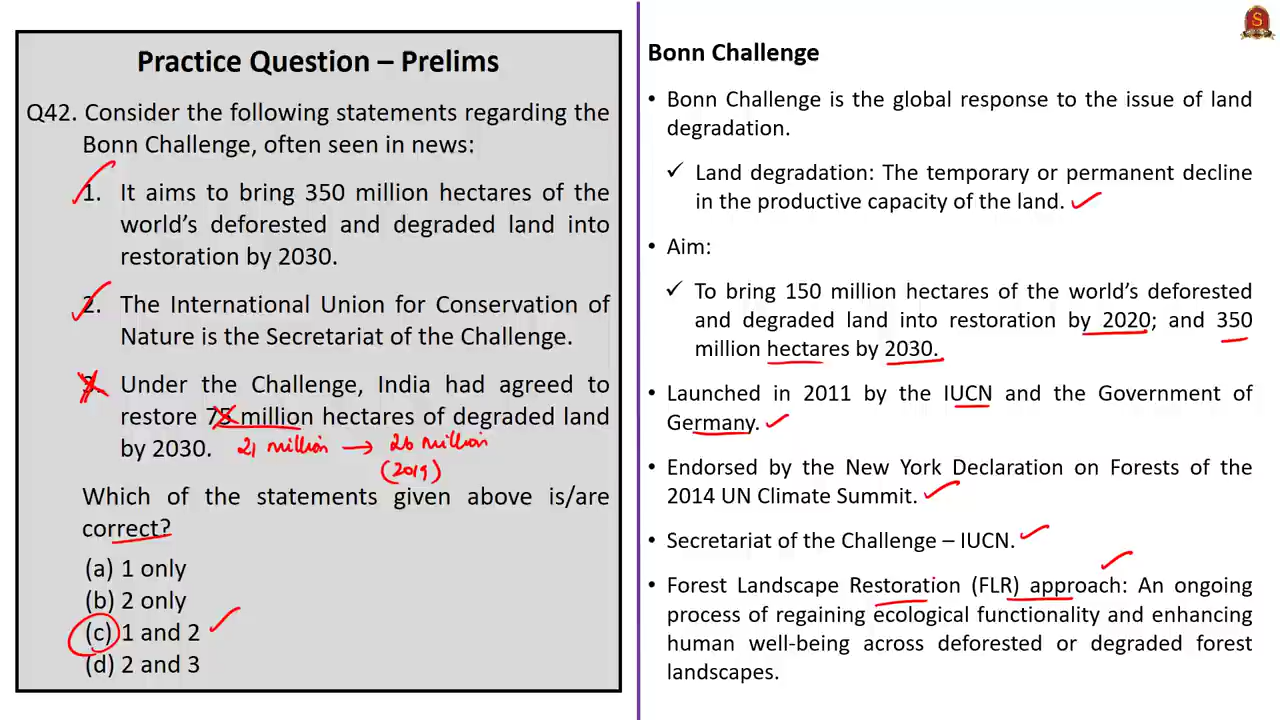 Practice Question – Prelims
Q42. Consider the following statements regarding the
Bonn Challenge, often seen in news:
1. It aims to bring 350 million hectares of the
world's deforested and degraded land into
restoration by 2030.
2. The International Union for Conservation of
Nature is the Secretariat of the Challenge.
3. Under the Challenge, India had agreed to
restore 75 million hectares of degraded land
by 2030. 21 million → 26 million
(2019)
Which of the statements given above is/are
correct?
(a) 1 only
(b) 2 only
(c) 1 and 2
(d) 2 and 3
S
Bonn Challenge
• Bonn Challenge is the global response to the issue of land
degradation.
✓ Land degradation: The temporary or permanent decline
in the productive capacity of the land.
• Aim:
✓ To bring 150 million hectares of the world's deforested
and degraded land into restoration by 2020; and 350
million hectares by 2030.
• Launched in 2011 by the IUCN and the Government of
Germany.
• Endorsed by the New York Declaration on Forests of the
2014 UN Climate Summit.
• Secretariat of the Challenge – IUCN.
• Forest Landscape Restoration (FLR) approach: An ongoing
process of regaining ecological functionality and enhancing
human well-being across deforested or degraded forest
landscapes.